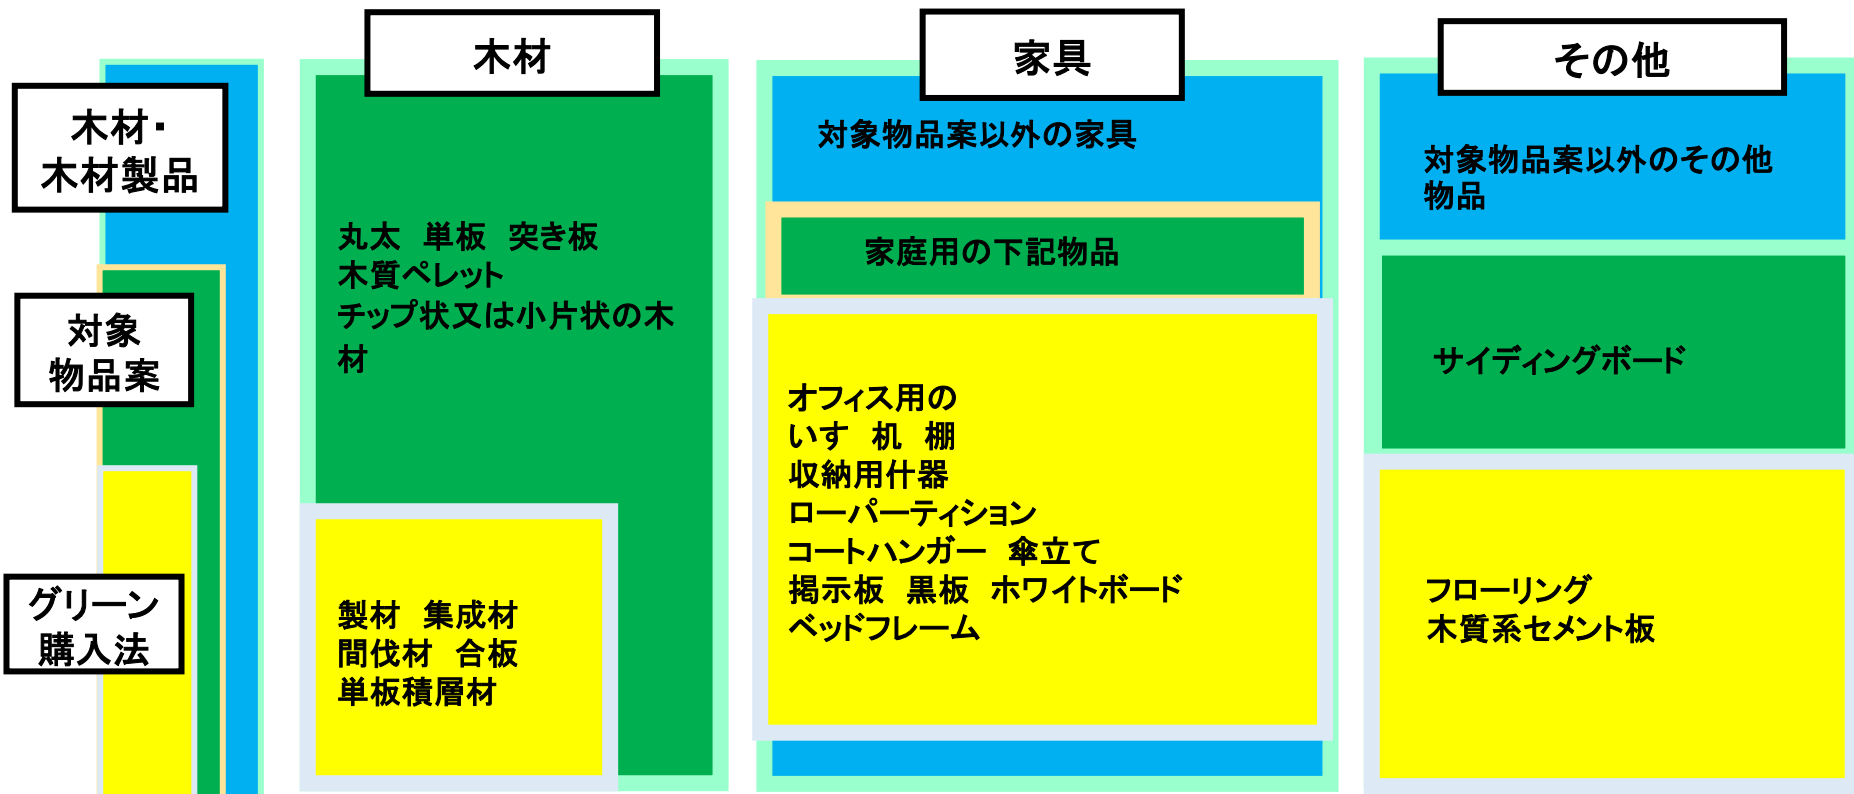 木材・
木材製品
対象
物品案
グリーン
購入法
木材
丸太　単板　突き板
木質ペレット
チップ状又は小片状の木
材
製材　集成材
間伐材　合板
単板積層材
家具
対象物品案以外の家具
家庭用の下記物品
オフィス用の
いす　机　棚
収納用什器
ローパーティション
コートハンガー　傘立て
掲示板　黒板　ホワイトボード
ベッドフレーム
その他
対象物品案以外のその他
物品
サイディングボード
フローリング
木質系セメント板